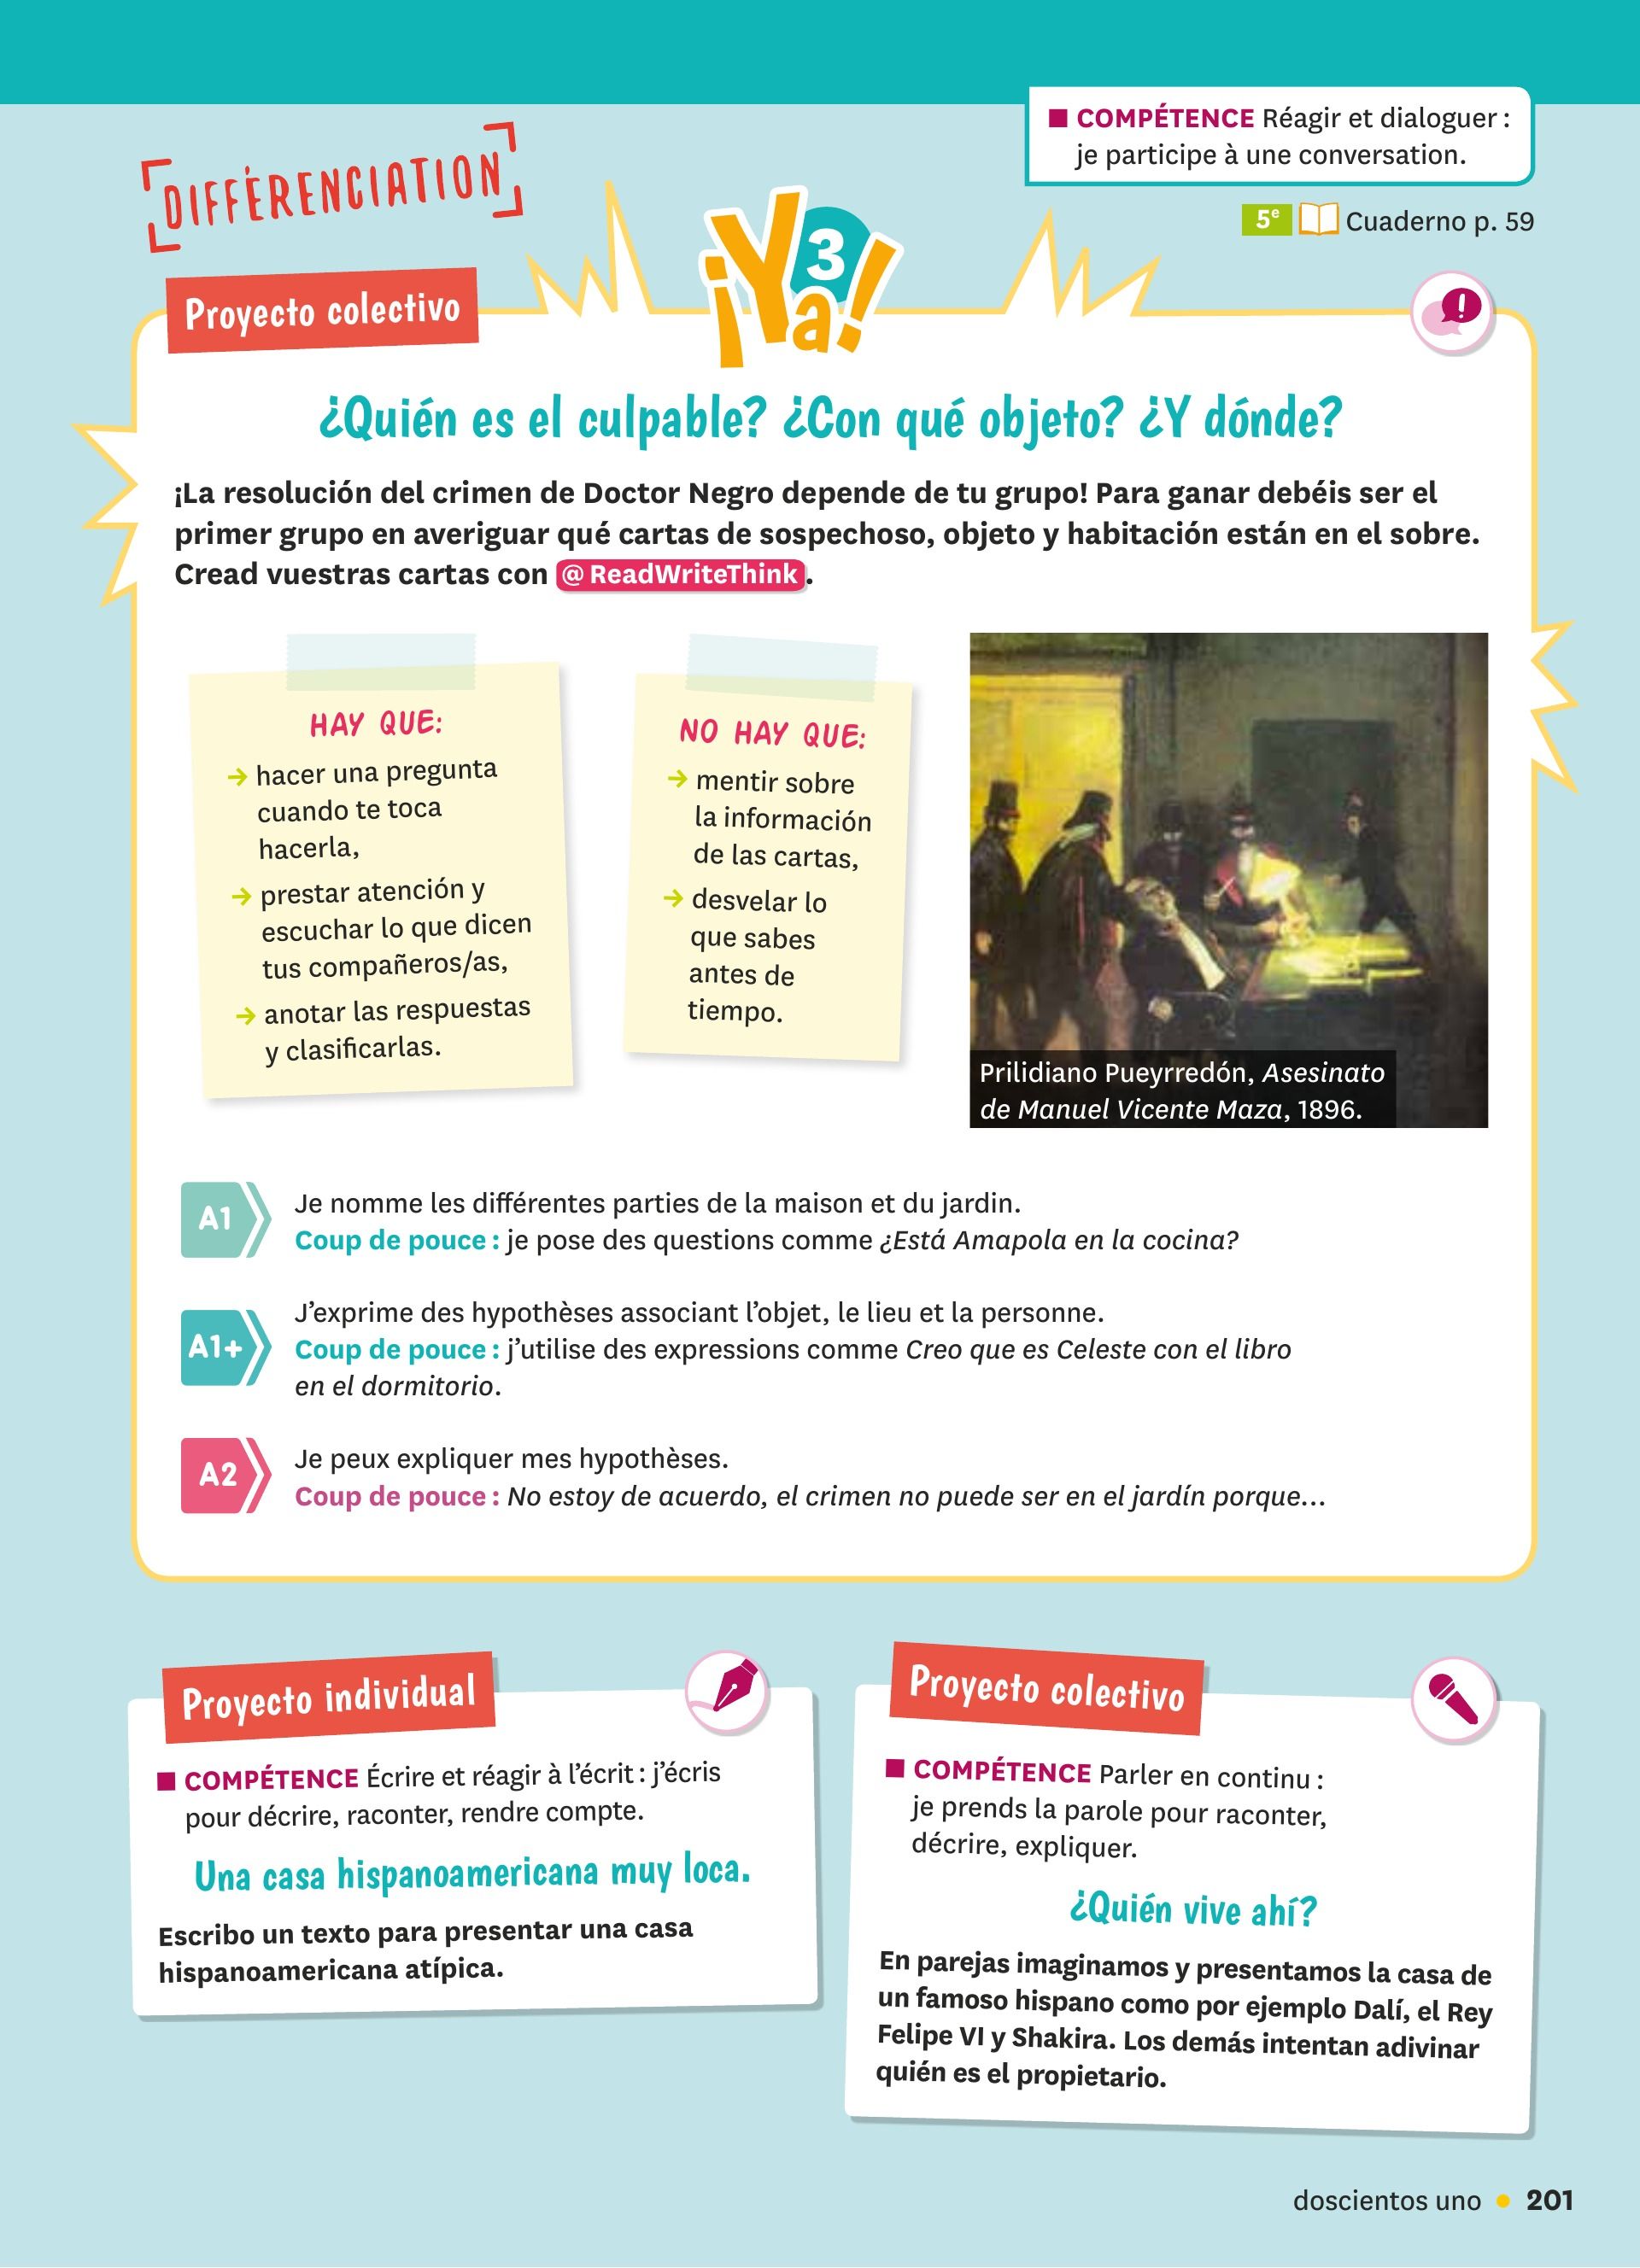 ■ COMPÉTENCE Réagir et dialoguer :
je participe à une conversation.
DIFFÉRENCIATION
5e Cuaderno p. 59
¡Ya! 3
Proyecto colectivo
¿Quién es el culpable? ¿Con qué objeto? ¿Y dónde?
¡La resolución del crimen de Doctor Negro depende de tu grupo! Para ganar debéis ser el
primer grupo en averiguar qué cartas de sospechoso, objeto y habitación están en el sobre.
Cread vuestras cartas con @ ReadWriteThink .
HAY QUE:
→ hacer una pregunta
cuando te toca
hacerla,
→ prestar atención y
escuchar lo que dicen
tus compañeros/as,
→ anotar las respuestas
y clasificarlas.
NO HAY QUE:
→ mentir sobre
la información
de las cartas,
→ desvelar lo
que sabes
antes de
tiempo.
Prilidiano Pueyrredón, Asesinato
de Manuel Vicente Maza, 1896.
A1
Je nomme les différentes parties de la maison et du jardin.
Coup de pouce : je pose des questions comme ¿Está Amapola en la cocina?
A1+
J'exprime des hypothèses associant l'objet, le lieu et la personne.
Coup de pouce : j'utilise des expressions comme Creo que es Celeste con el libro
en el dormitorio.
A2
Je peux expliquer mes hypothèses.
Coup de pouce : No estoy de acuerdo, el crimen no puede ser en el jardín porque…
Proyecto individual
■ COMPÉTENCE Écrire et réagir à l'écrit : j'écris
pour décrire, raconter, rendre compte.
Una casa hispanoamericana muy loca.
Escribo un texto para presentar una casa
hispanoamericana atípica.
Proyecto colectivo
■ COMPÉTENCE Parler en continu :
je prends la parole pour raconter,
décrire, expliquer.
¿Quién vive ahí?
En parejas imaginamos y presentamos la casa de
un famoso hispano como por ejemplo Dalí, el Rey
Felipe VI y Shakira. Los demás intentan adivinar
quién es el propietario.
doscientos uno • 201